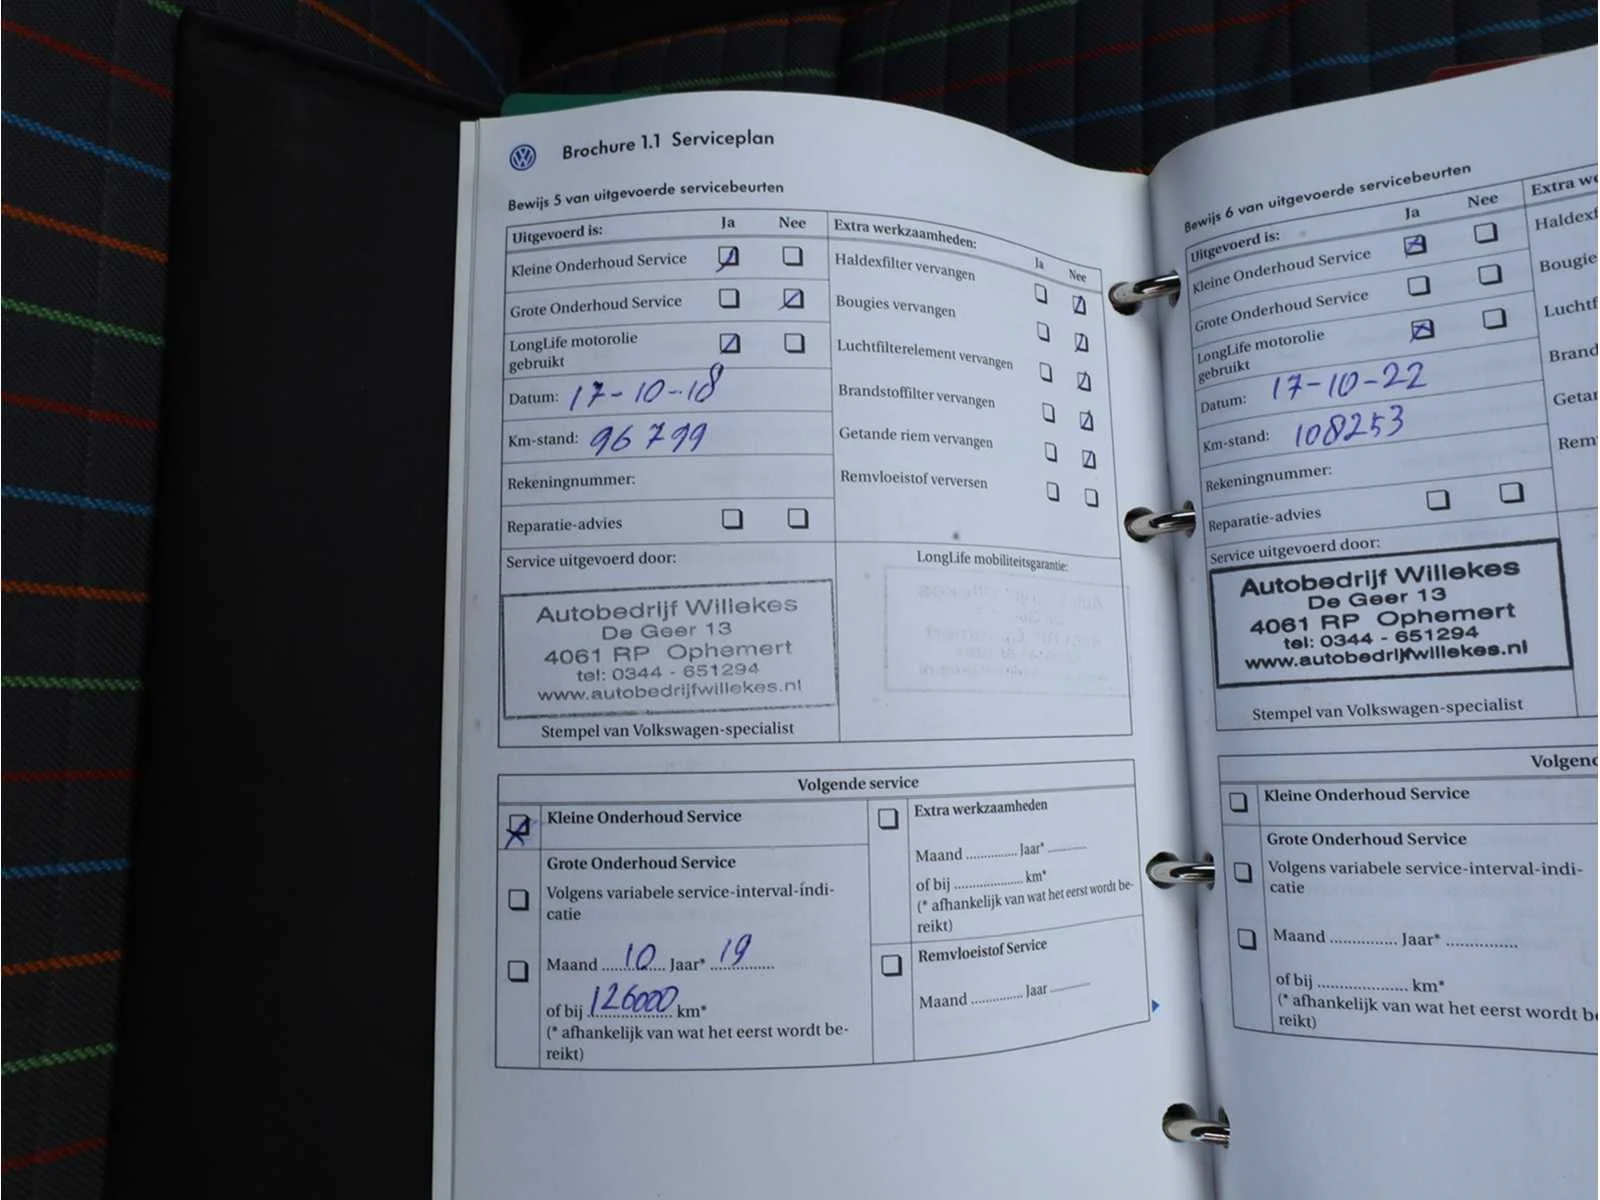 Brochure 1.1 Serviceplan
Bewijs 5 van uitgevoerde servicebeurten
Uitgevoerd is: Ja Nee
Kleine Onderhoud Service
Grote Onderhoud Service
LongLife motorolie
gebruikt
Datum: 17-10-18
Km-stand: 96799
Rekeningnummer:
Reparatie-advies
Service uitgevoerd door:
Autobedrijf Willekes
De Geer 13
4061 RP Ophemert
tel: 0344 - 651294
www.autobedrijfwillekes.nl
Stempel van Volkswagen-specialist
Extra werkzaamheden:
Ja Nee
Haldexfilter vervangen
Bougies vervangen
Luchtfilterelement vervangen
Brandstoffilter vervangen
Getande riem vervangen
Remvloeistof verversen
LongLife mobiliteitsgarantie:
Volgende service
Kleine Onderhoud Service
Grote Onderhoud Service
Volgens variabele service-interval-indi-
catie
Maand 10 Jaar* 19
of bij 126000 km*
(* afhankelijk van wat het eerst wordt be-
reikt)
Extra werkzaamheden
Maand .............. Jaar* ..........
of bij .................... km*
(* afhankelijk van wat het eerst wordt be-
reikt)
Remvloeistof Service
Maand .............. Jaar ..........
Bewijs 6 van uitgevoerde servicebeurten
Uitgevoerd is: Ja Nee
Kleine Onderhoud Service
Grote Onderhoud Service
LongLife motorolie
gebruikt
Datum: 17-10-22
Km-stand: 108253
Rekeningnummer:
Reparatie-advies
Service uitgevoerd door:
Autobedrijf Willekes
De Geer 13
4061 RP Ophemert
tel: 0344 - 651294
www.autobedrijfwillekes.nl
Stempel van Volkswagen-specialist
Extra we
Haldexf
Bougie
Luchtf
Brand
Getar
Rem
Volgend
Kleine Onderhoud Service
Grote Onderhoud Service
Volgens variabele service-interval-indi-
catie
Maand ............... Jaar* ...............
of bij .................... km*
(* afhankelijk van wat het eerst wordt b
reikt)